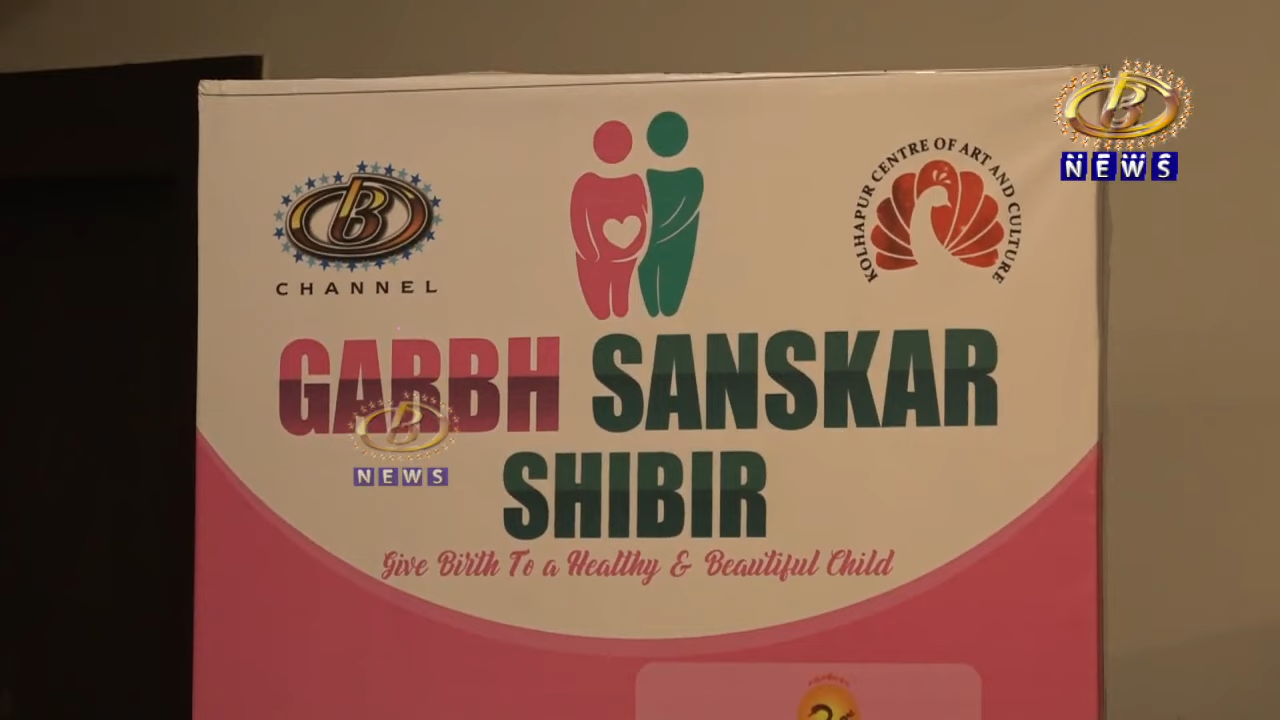 B
NEWS
B
CHANNEL
KOLHAPUR CENTRE OF ART AND CULTURE
GARBH SANSKAR
B
NEWS
SHIBIR
Give Birth To a Healthy & Beautiful Child